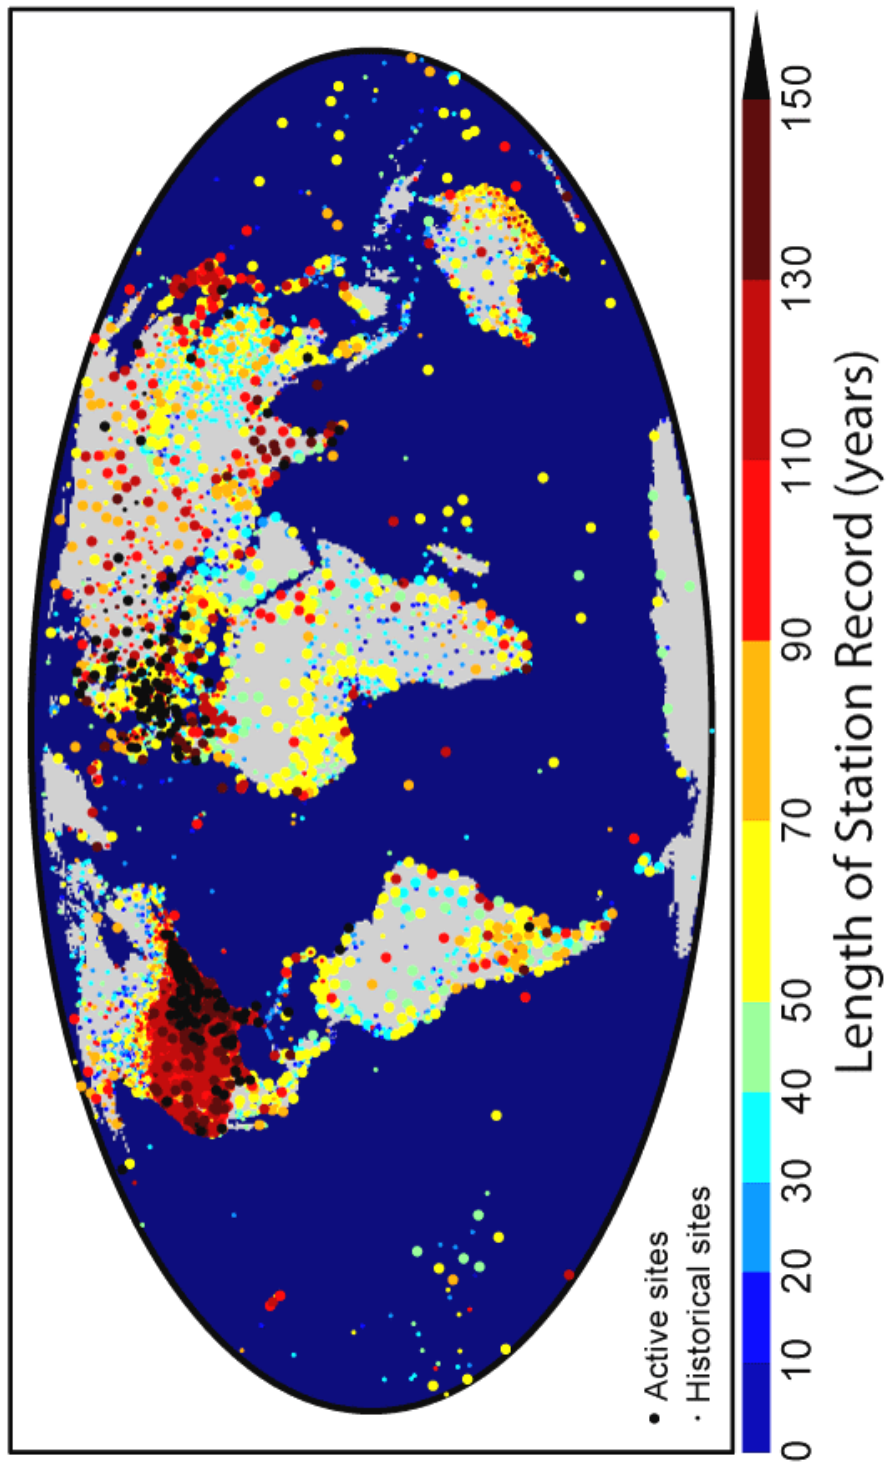 • Active sites
· Historical sites
0 10 20 30 40 50 70 90 110 130 150
Length of Station Record (years)